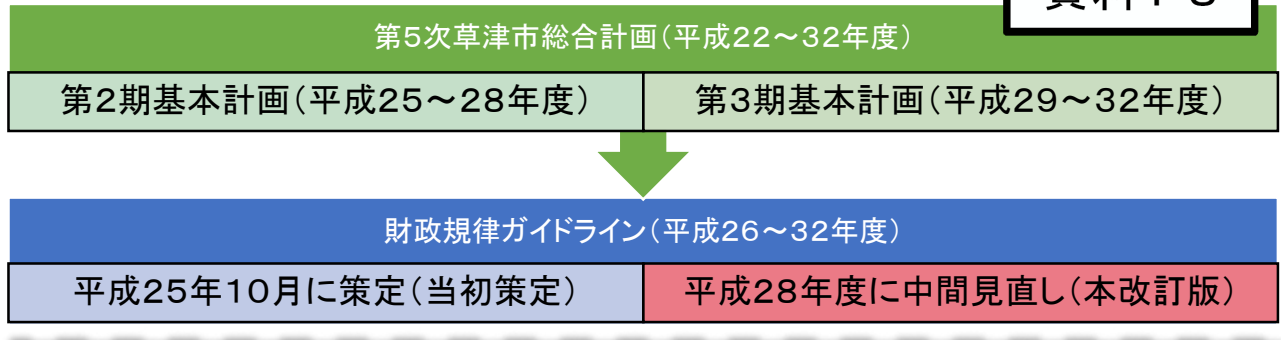 第5次草津市総合計画(平成22～32年度)
第2期基本計画(平成25～28年度)
第3期基本計画(平成29～32年度)
財政規律ガイドライン(平成26～32年度)
平成25年10月に策定(当初策定)
平成28年度に中間見直し(本改訂版)